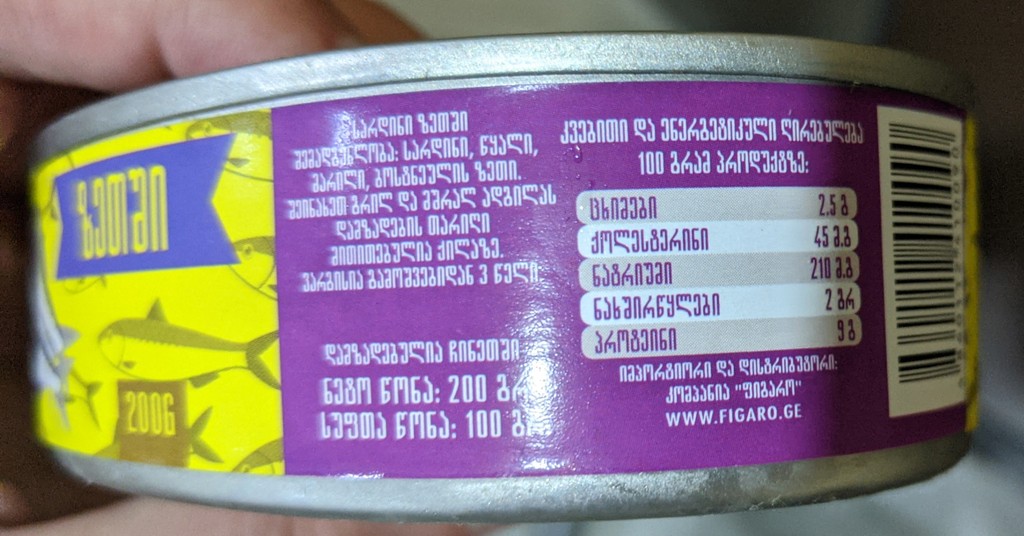 ზეთში
200G
სარდინი ზეთში
შემადგენლობა: სარდინი, წყალი,
მარილი, ბოსტნეულის ზეთი.
შეინახეთ გრილ და მშრალ ადგილას
დამზადების თარიღი
მითითებულია ქილაზე.
ვარგისია გამოშვებიდან 3 წელი
დამზადებულია ჩინეთში
ნეტო წონა: 200 გრ
სუფთა წონა: 100 გრ
კვებითი და ენერგეტიკული ღირებულება
100 გრამ პროდუქტზე:
ცხიმები 2.5 გ
ქოლესტერინი 45 მ.გ
ნატრიუმი 210 მ.გ
ნახშირწყლები 2 გრ
პროტეინი 9 გ
იმპორტიორი და დისტრიბუტორი:
კომპანია "ფიგარო"
WWW.FIGARO.GE